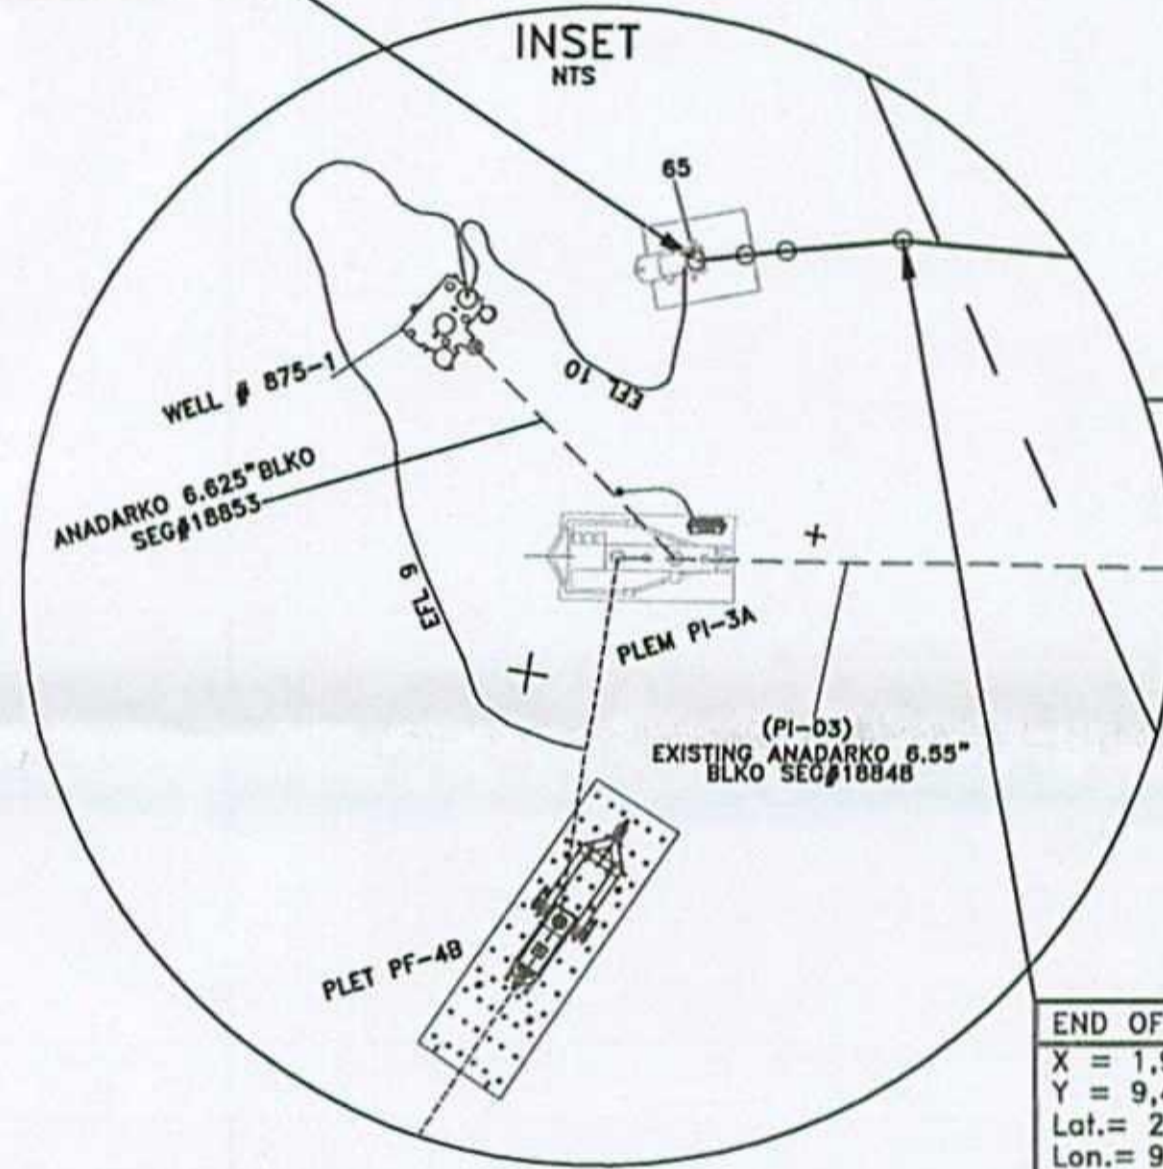 INSET
NTS
65
WELL # 875-1
EFL 10
ANADARKO 6.625"BLKO
SEG#18853
EFL 9
PLEM PI-3A
(PI-03)
EXISTING ANADARKO 6.55"
BLKO SEG#18848
PLET PF-4B
END OF
X = 1,9
Y = 9,
Lat.= 2
Lon.= 9